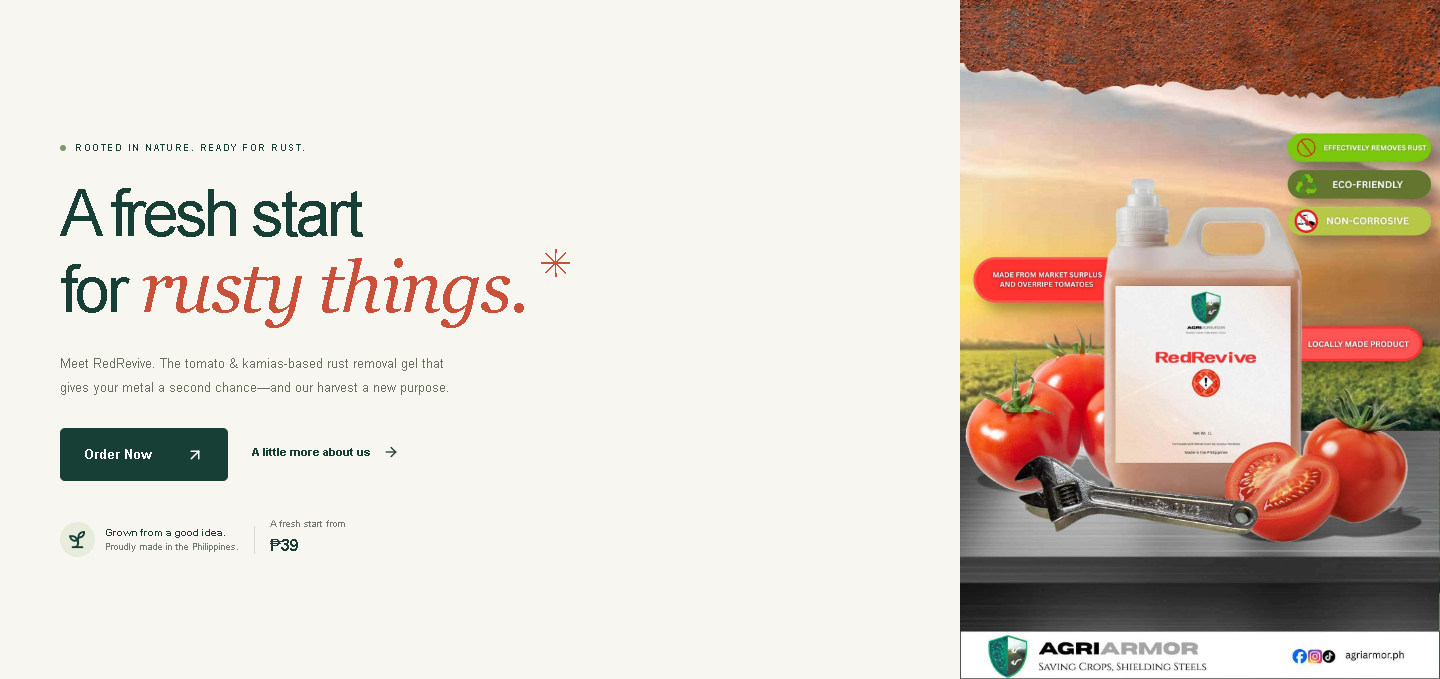 ROOTED IN NATURE. READY FOR RUST.
A fresh start
for rusty things.
Meet RedRevive. The tomato & kamias-based rust removal gel that
gives your metal a second chance—and our harvest a new purpose.
Order Now
A little more about us
Grown from a good idea.
Proudly made in the Philippines.
A fresh start from
₱39
EFFECTIVELY REMOVES RUST
ECO-FRIENDLY
NON-CORROSIVE
MADE FROM MARKET SURPLUS
AND OVERRIPE TOMATOES
LOCALLY MADE PRODUCT
AGRIARMOR
RedRevive
Net Wt. 1L
Made in the Philippines
AGRIARMOR
SAVING CROPS, SHIELDING STEELS
agriarmor.ph